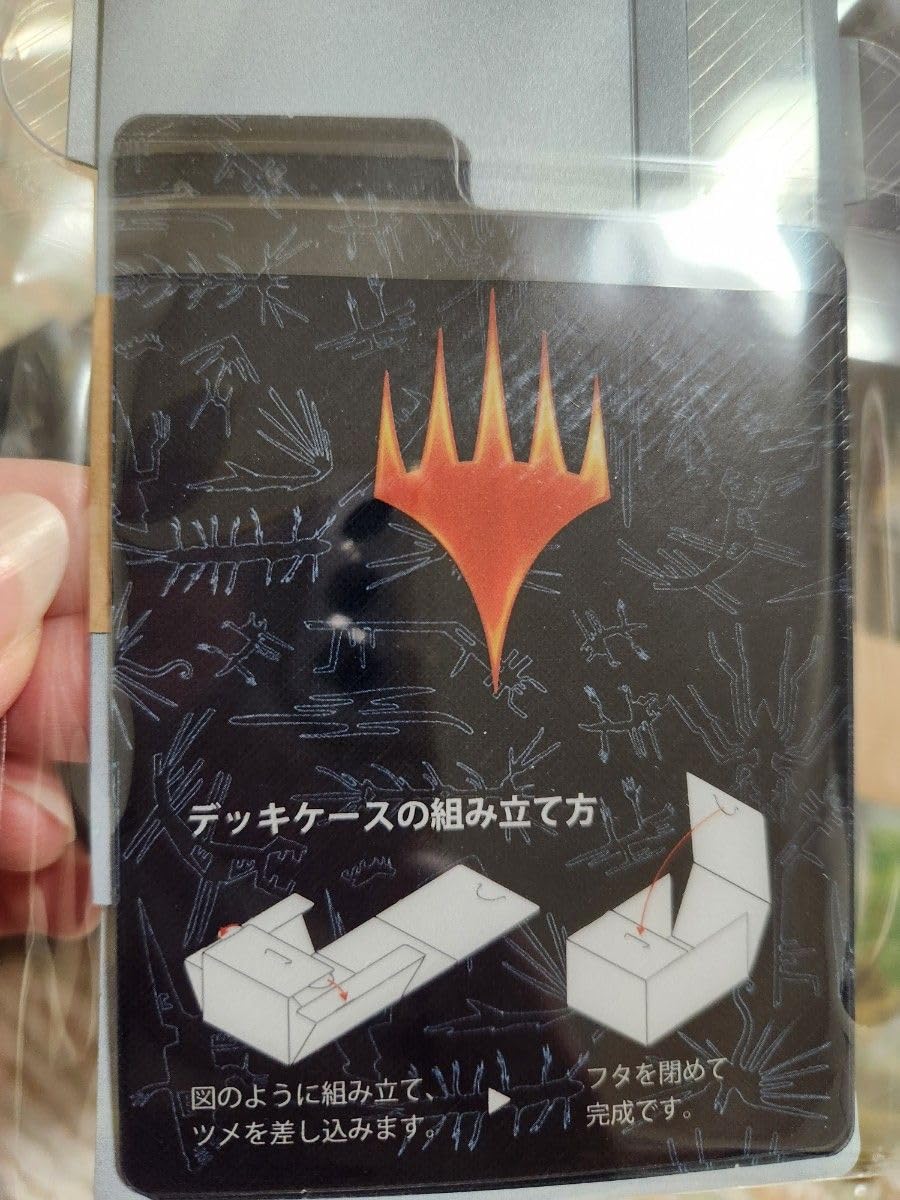 デッキケースの組み立て方
図のように組み立て、
ツメを差し込みます。
フタを閉めて
完成です。